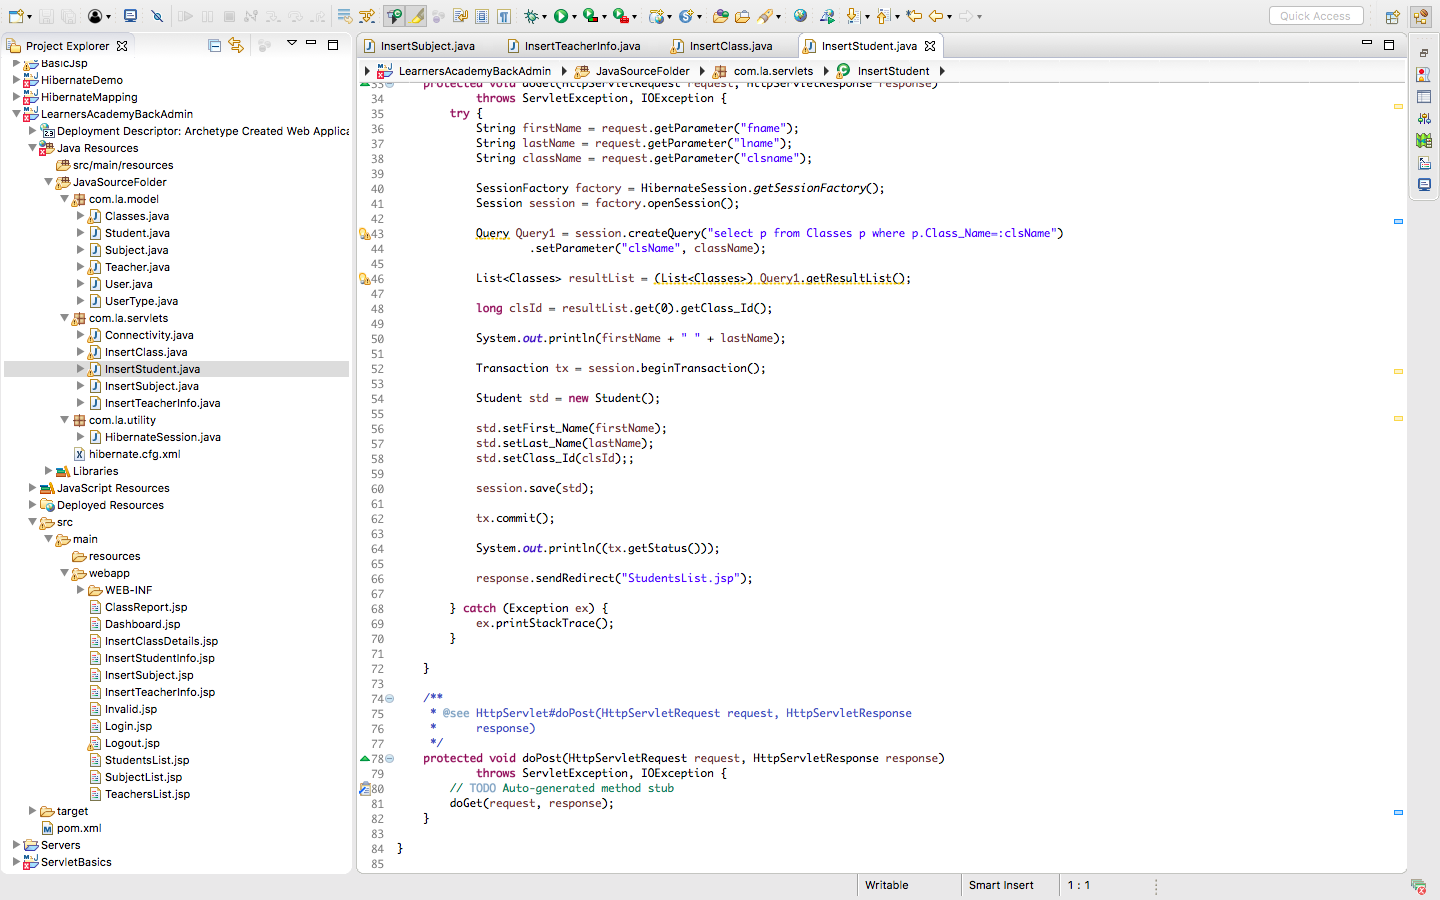 Quick Access
Project Explorer
BasicJsp
HibernateDemo
HibernateMapping
LearnersAcademyBackAdmin
Deployment Descriptor: Archetype Created Web Applica
Java Resources
src/main/resources
JavaSourceFolder
com.la.model
Classes.java
Student.java
Subject.java
Teacher.java
User.java
UserType.java
com.la.servlets
Connectivity.java
InsertClass.java
InsertStudent.java
InsertSubject.java
InsertTeacherInfo.java
com.la.utility
HibernateSession.java
hibernate.cfg.xml
Libraries
JavaScript Resources
Deployed Resources
src
main
resources
webapp
WEB-INF
ClassReport.jsp
Dashboard.jsp
InsertClassDetails.jsp
InsertStudentInfo.jsp
InsertSubject.jsp
InsertTeacherInfo.jsp
Invalid.jsp
Login.jsp
Logout.jsp
StudentsList.jsp
SubjectList.jsp
TeachersList.jsp
target
pom.xml
Servers
ServletBasics
InsertSubject.java InsertTeacherInfo.java InsertClass.java InsertStudent.java
LearnersAcademyBackAdmin JavaSourceFolder com.la.servlets InsertStudent
33 protected void doGet(HttpServletRequest request, HttpServletResponse response)
34 throws ServletException, IOException {
35 try {
36 String firstName = request.getParameter("fname");
37 String lastName = request.getParameter("lname");
38 String className = request.getParameter("clsname");
39
40 SessionFactory factory = HibernateSession.getSessionFactory();
41 Session session = factory.openSession();
42
43 Query Query1 = session.createQuery("select p from Classes p where p.Class_Name=:clsName")
44 .setParameter("clsName", className);
45
46 List<Classes> resultList = (List<Classes>) Query1.getResultList();
47
48 long clsId = resultList.get(0).getClass_Id();
49
50 System.out.println(firstName + " " + lastName);
51
52 Transaction tx = session.beginTransaction();
53
54 Student std = new Student();
55
56 std.setFirst_Name(firstName);
57 std.setLast_Name(lastName);
58 std.setClass_Id(clsId);;
59
60 session.save(std);
61
62 tx.commit();
63
64 System.out.println((tx.getStatus()));
65
66 response.sendRedirect("StudentsList.jsp");
67
68 } catch (Exception ex) {
69 ex.printStackTrace();
70 }
71
72 }
73
74 /**
75 * @see HttpServlet#doPost(HttpServletRequest request, HttpServletResponse
76 * response)
77 */
78 protected void doPost(HttpServletRequest request, HttpServletResponse response)
79 throws ServletException, IOException {
80 // TODO Auto-generated method stub
81 doGet(request, response);
82 }
83
84 }
85
Writable Smart Insert 1 : 1